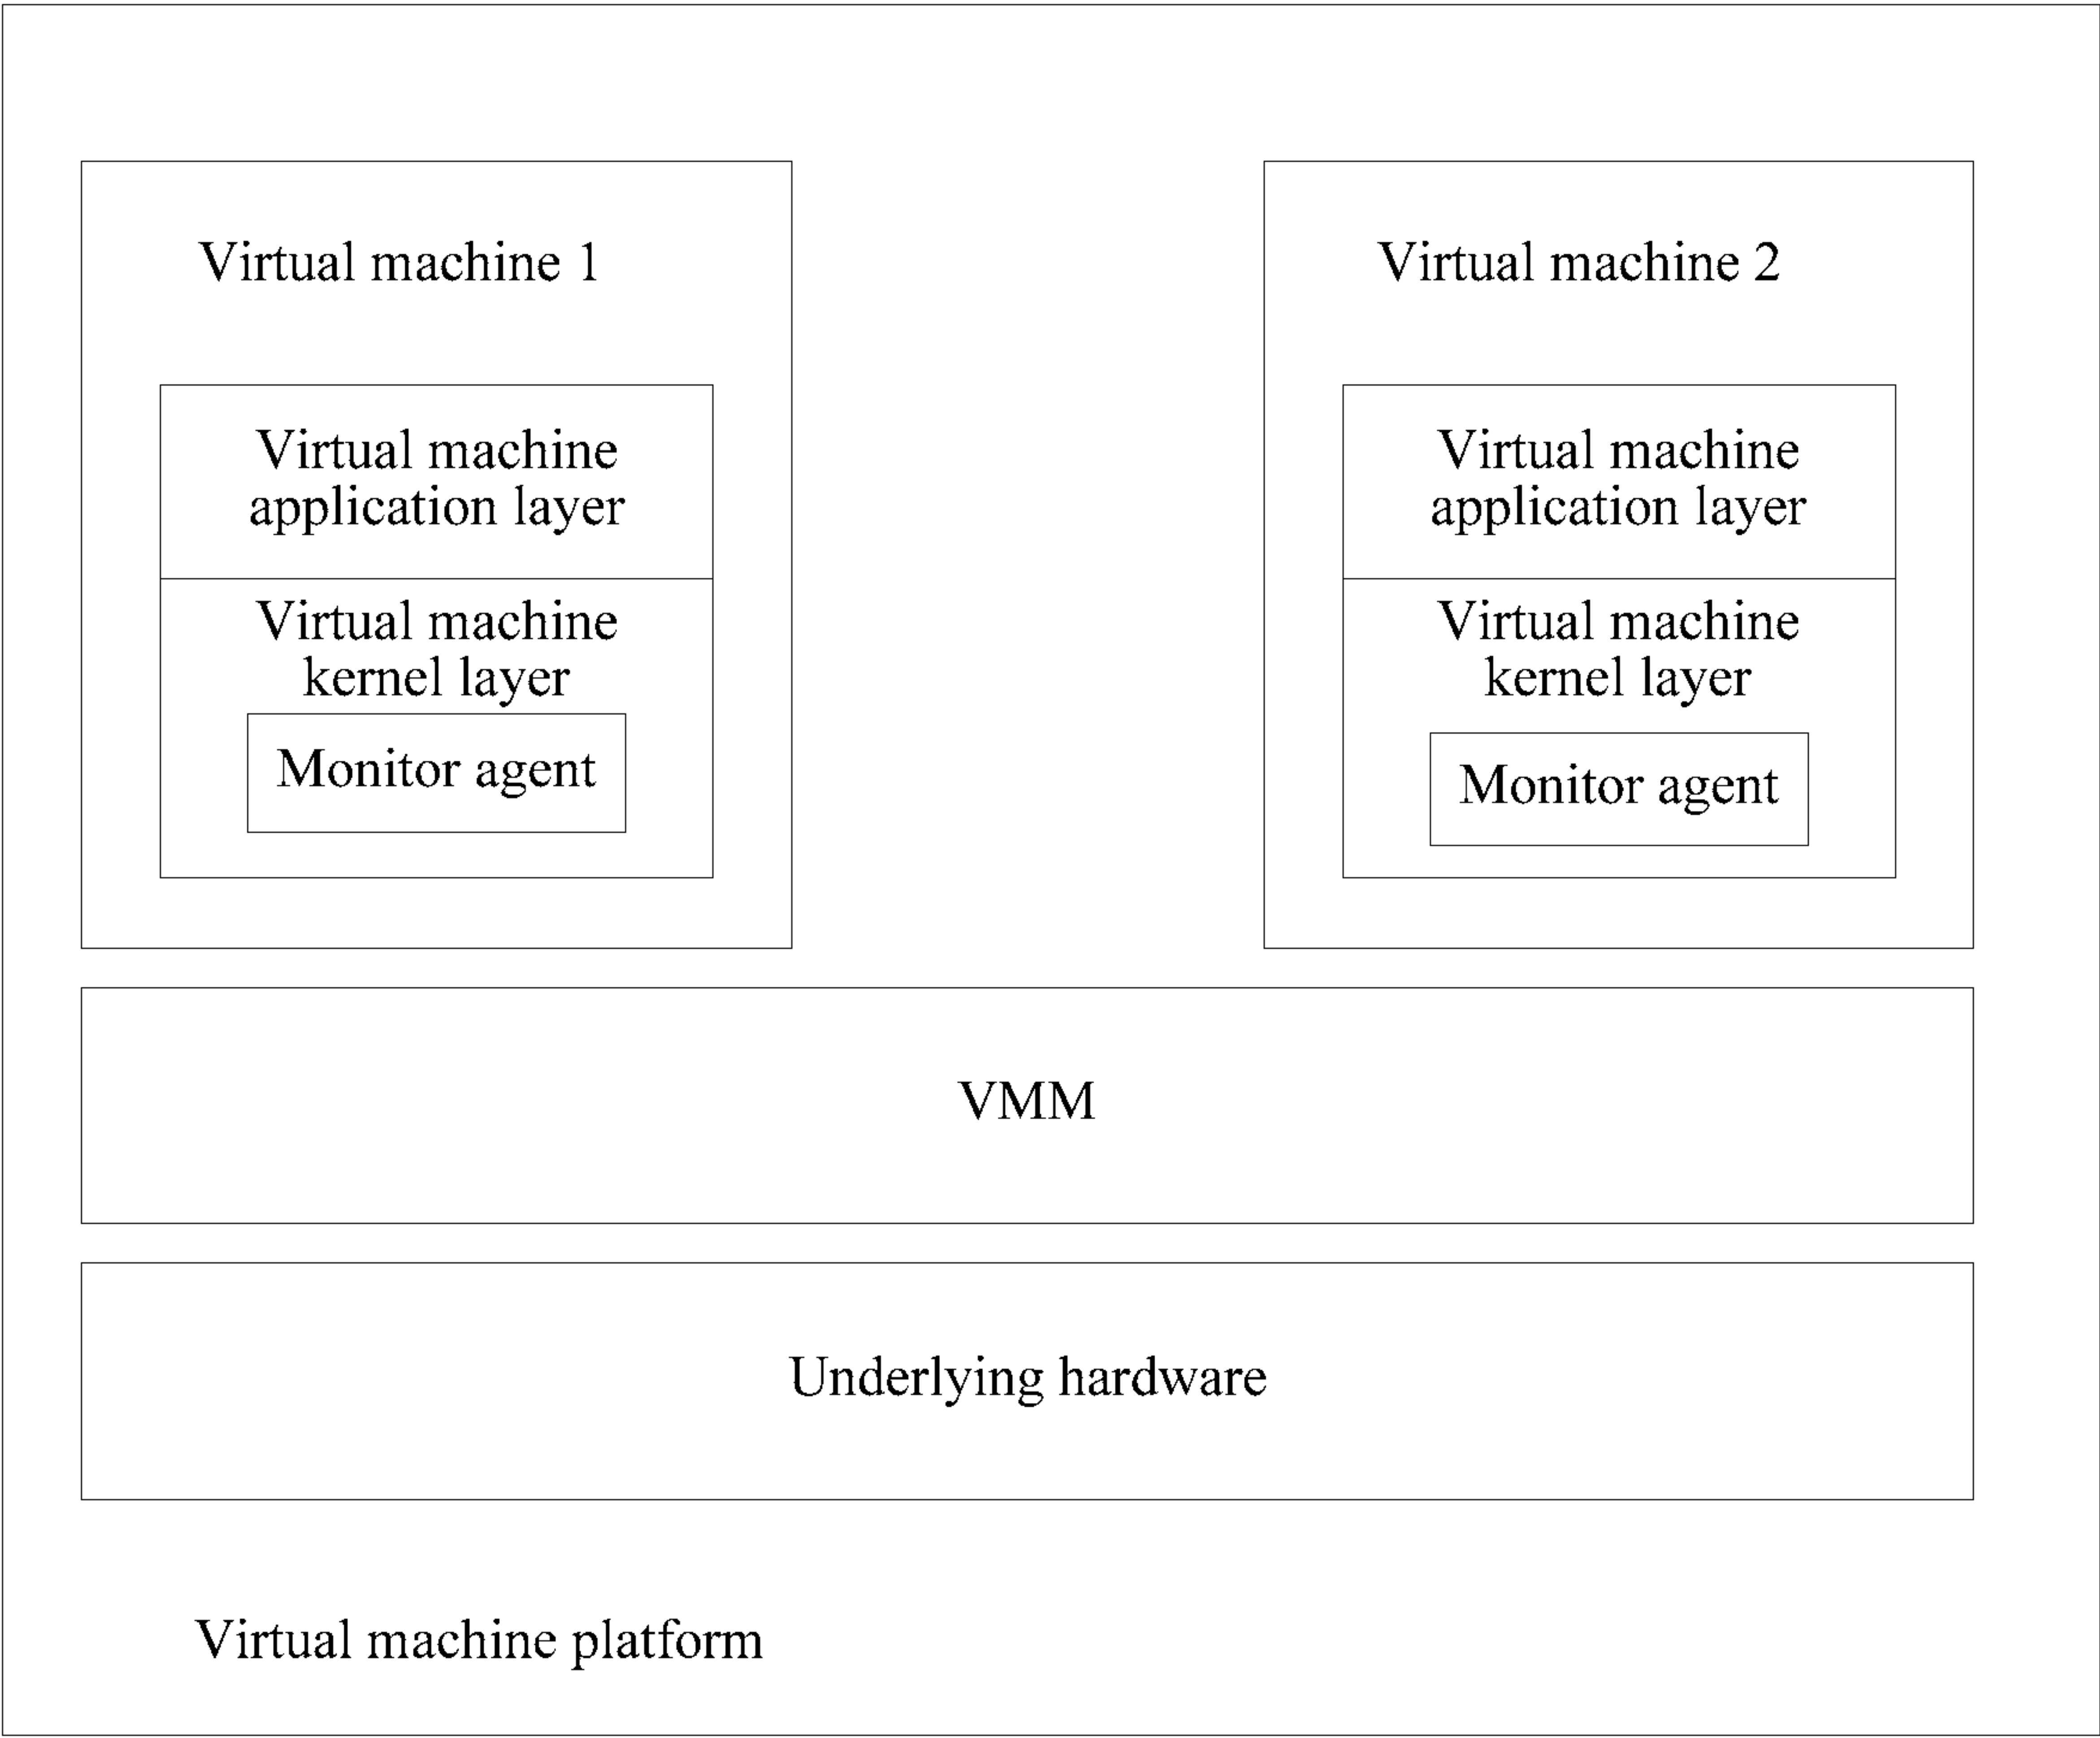 Virtual machine 1
Virtual machine
application layer
Virtual machine
kernel layer
Monitor agent
Virtual machine 2
Virtual machine
application layer
Virtual machine
kernel layer
Monitor agent
VMM
Underlying hardware
Virtual machine platform